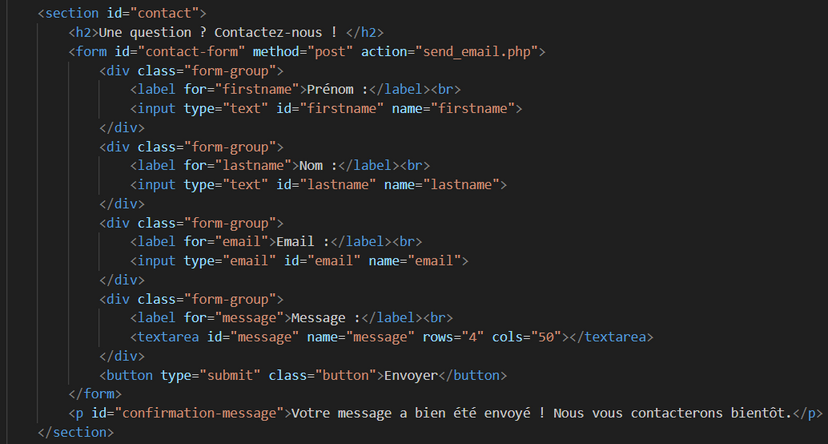 <section id="contact">
<h2>Une question ? Contactez-nous ! </h2>
<form id="contact-form" method="post" action="send_email.php">
<div class="form-group">
<label for="firstname">Prénom :</label><br>
<input type="text" id="firstname" name="firstname">
</div>
<div class="form-group">
<label for="lastname">Nom :</label><br>
<input type="text" id="lastname" name="lastname">
</div>
<div class="form-group">
<label for="email">Email :</label><br>
<input type="email" id="email" name="email">
</div>
<div class="form-group">
<label for="message">Message :</label><br>
<textarea id="message" name="message" rows="4" cols="50"></textarea>
</div>
<button type="submit" class="button">Envoyer</button>
</form>
<p id="confirmation-message">Votre message a bien été envoyé ! Nous vous contacterons bientôt.</p>
</section>